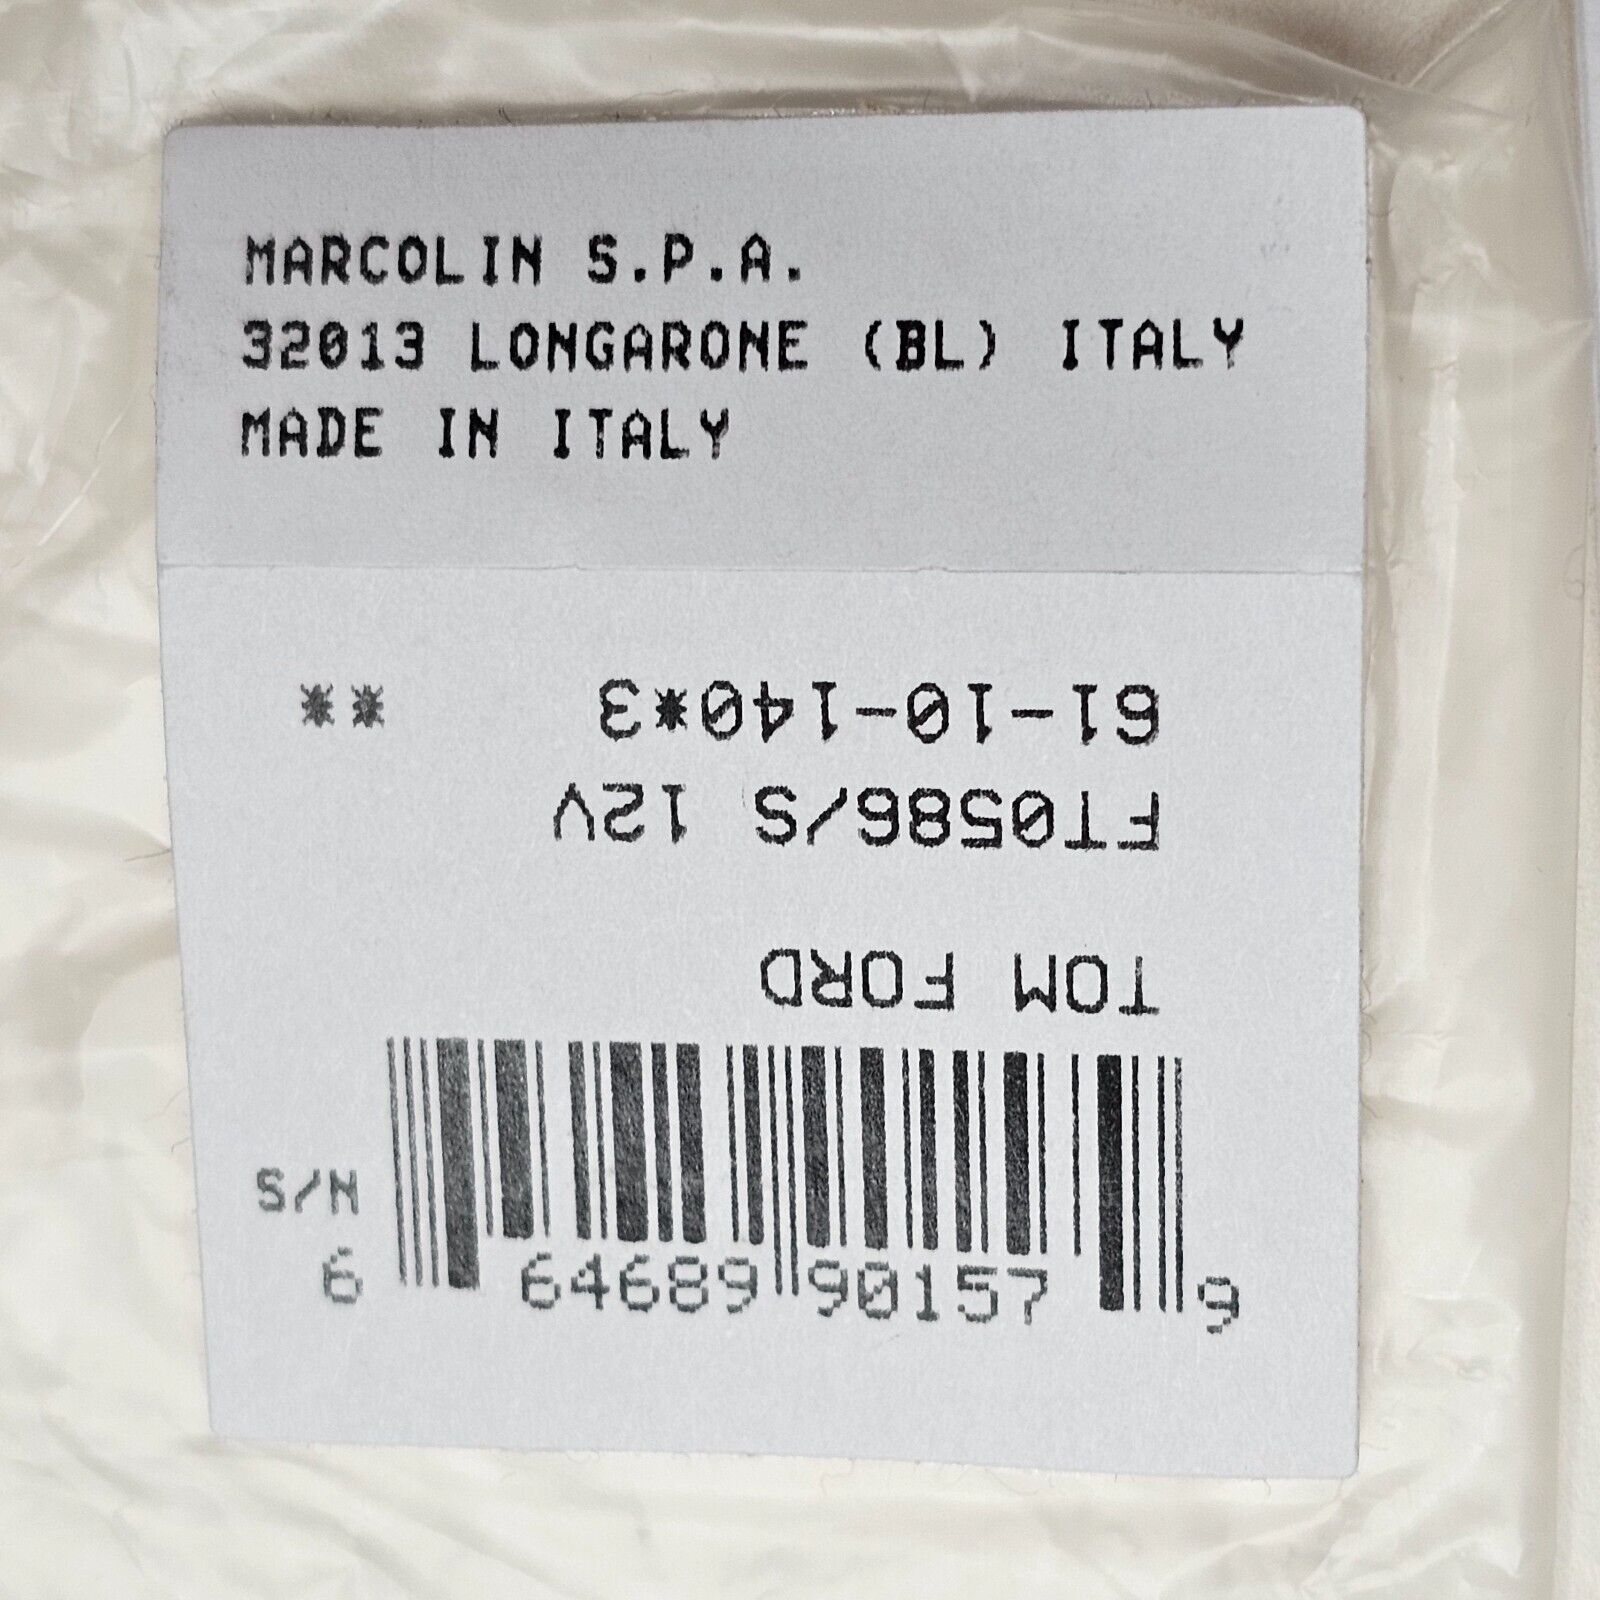 MARCOLIN S.P.A.
32013 LONGARONE (BL) ITALY
MADE IN ITALY
TOM FORD
FT0586/S 12V
61-10-140*3 **
N/S
6 64689 90157 9